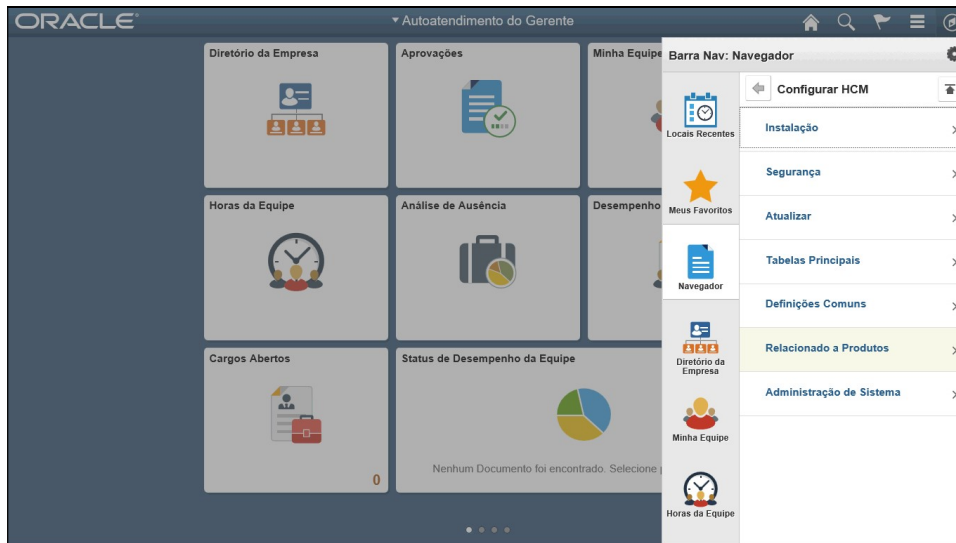 ORACLE®
Autoatendimento do Gerente
Diretório da Empresa
Aprovações
Minha Equipe
Horas da Equipe
Análise de Ausência
Desempenho
Cargos Abertos
0
Status de Desempenho da Equipe
Nenhum Documento foi encontrado. Selecione
Barra Nav: Navegador
Locais Recentes
Meus Favoritos
Navegador
Diretório da
Empresa
Minha Equipe
Horas da Equipe
Configurar HCM
Instalação
Segurança
Atualizar
Tabelas Principais
Definições Comuns
Relacionado a Produtos
Administração de Sistema